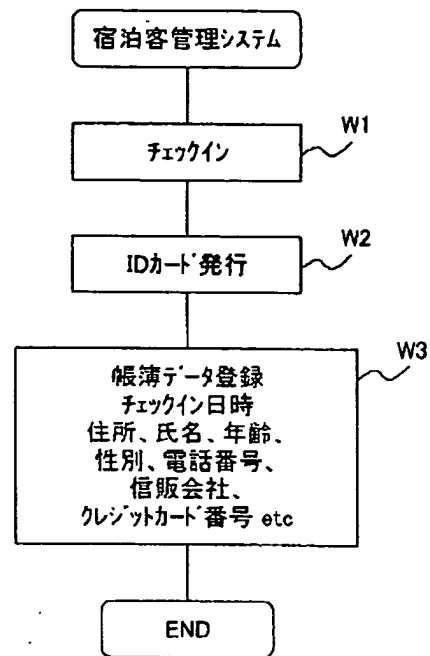 宿泊客管理システム
チェックイン
W1
IDカード発行
W2
帳簿データ登録
チェックイン日時
住所、氏名、年齢、
性別、電話番号、
信販会社、
クレジットカード番号 etc
W3
END